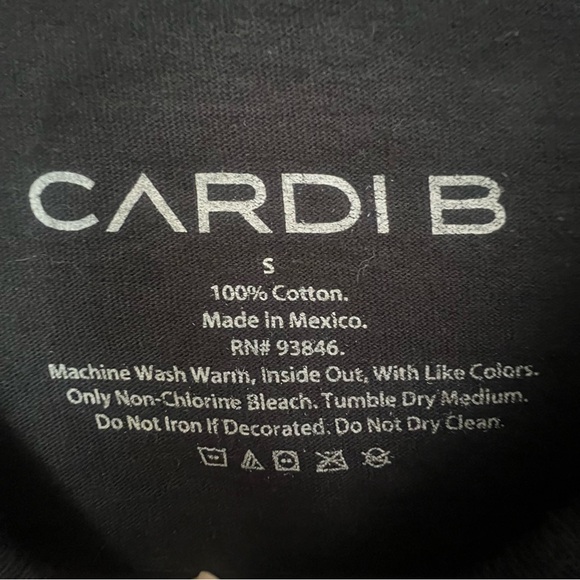 CARDI B
S
100% Cotton.
Made in Mexico.
RN# 93846.
Machine Wash Warm, Inside Out, With Like Colors.
Only Non-Chlorine Bleach. Tumble Dry Medium.
Do Not Iron If Decorated. Do Not Dry Clean.